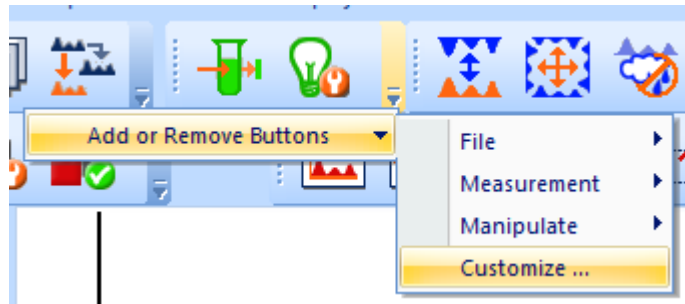 Add or Remove Buttons
File
Measurement
Manipulate
Customize ...